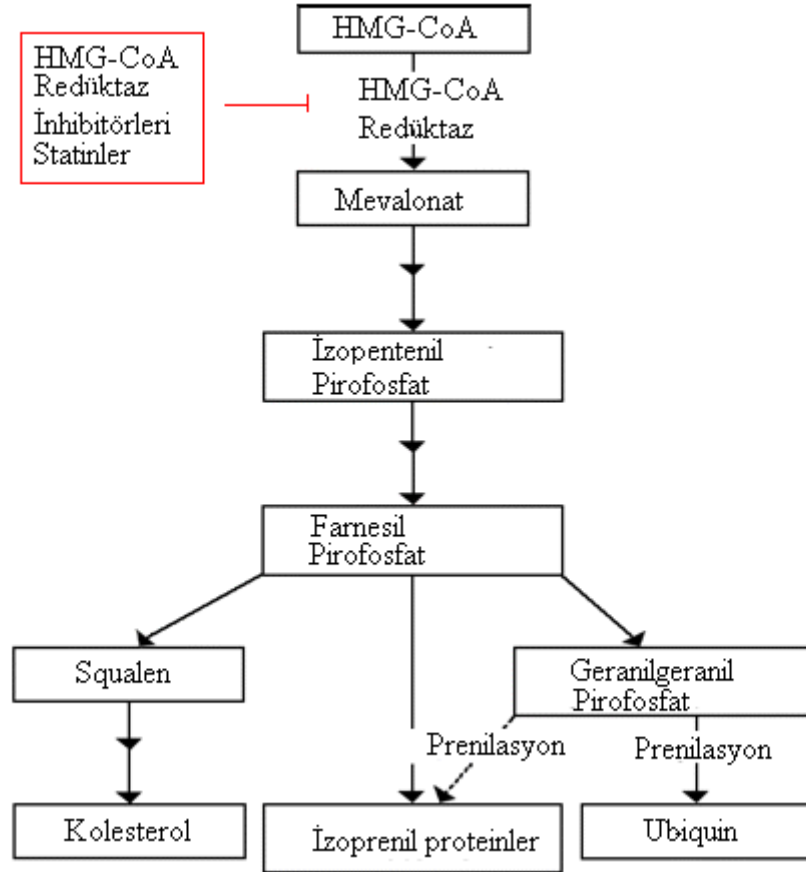 HMG-CoA
HMG-CoA
Redüktaz
İnhibitörleri
Statinler
HMG-CoA
Redüktaz
Mevalonat
İzopentenil
Pirofosfat
Farnesil
Pirofosfat
Squalen
Geranilgeranil
Pirofosfat
Prenilasyon
Prenilasyon
Kolesterol
İzoprenil proteinler
Ubiquin